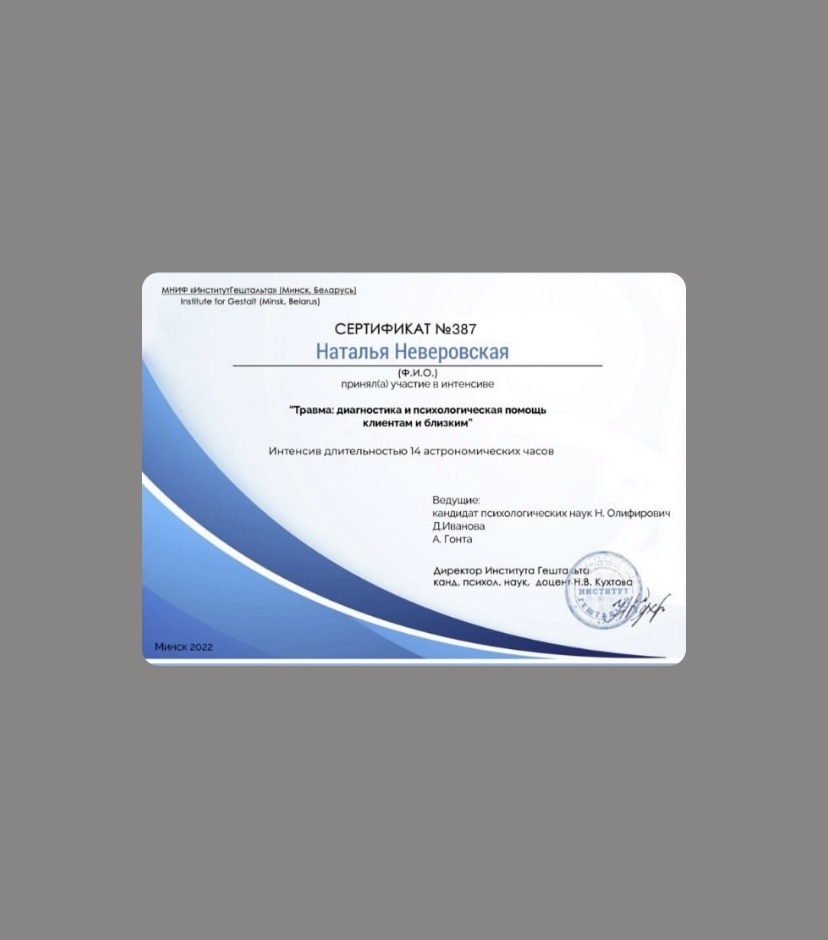 МНИФ «ИнститутГештальта» (Минск, Беларусь)
Institute for Gestalt (Minsk, Belarus)
СЕРТИФИКАТ №387
Наталья Неверовская
(Ф.И.О.)
принял(а) участие в интенсиве
"Травма: диагностика и психологическая помощь
клиентам и близким"
Интенсив длительностью 14 астрономических часов
Ведущие:
кандидат психологических наук Н. Олифирович
Д.Иванова
А. Гонта
Директор Института Гештальта
канд. психол. наук, доцент Н.В. Кухтова
ИНСТИТУТ
ГЕШТАЛЬТА
Минск 2022